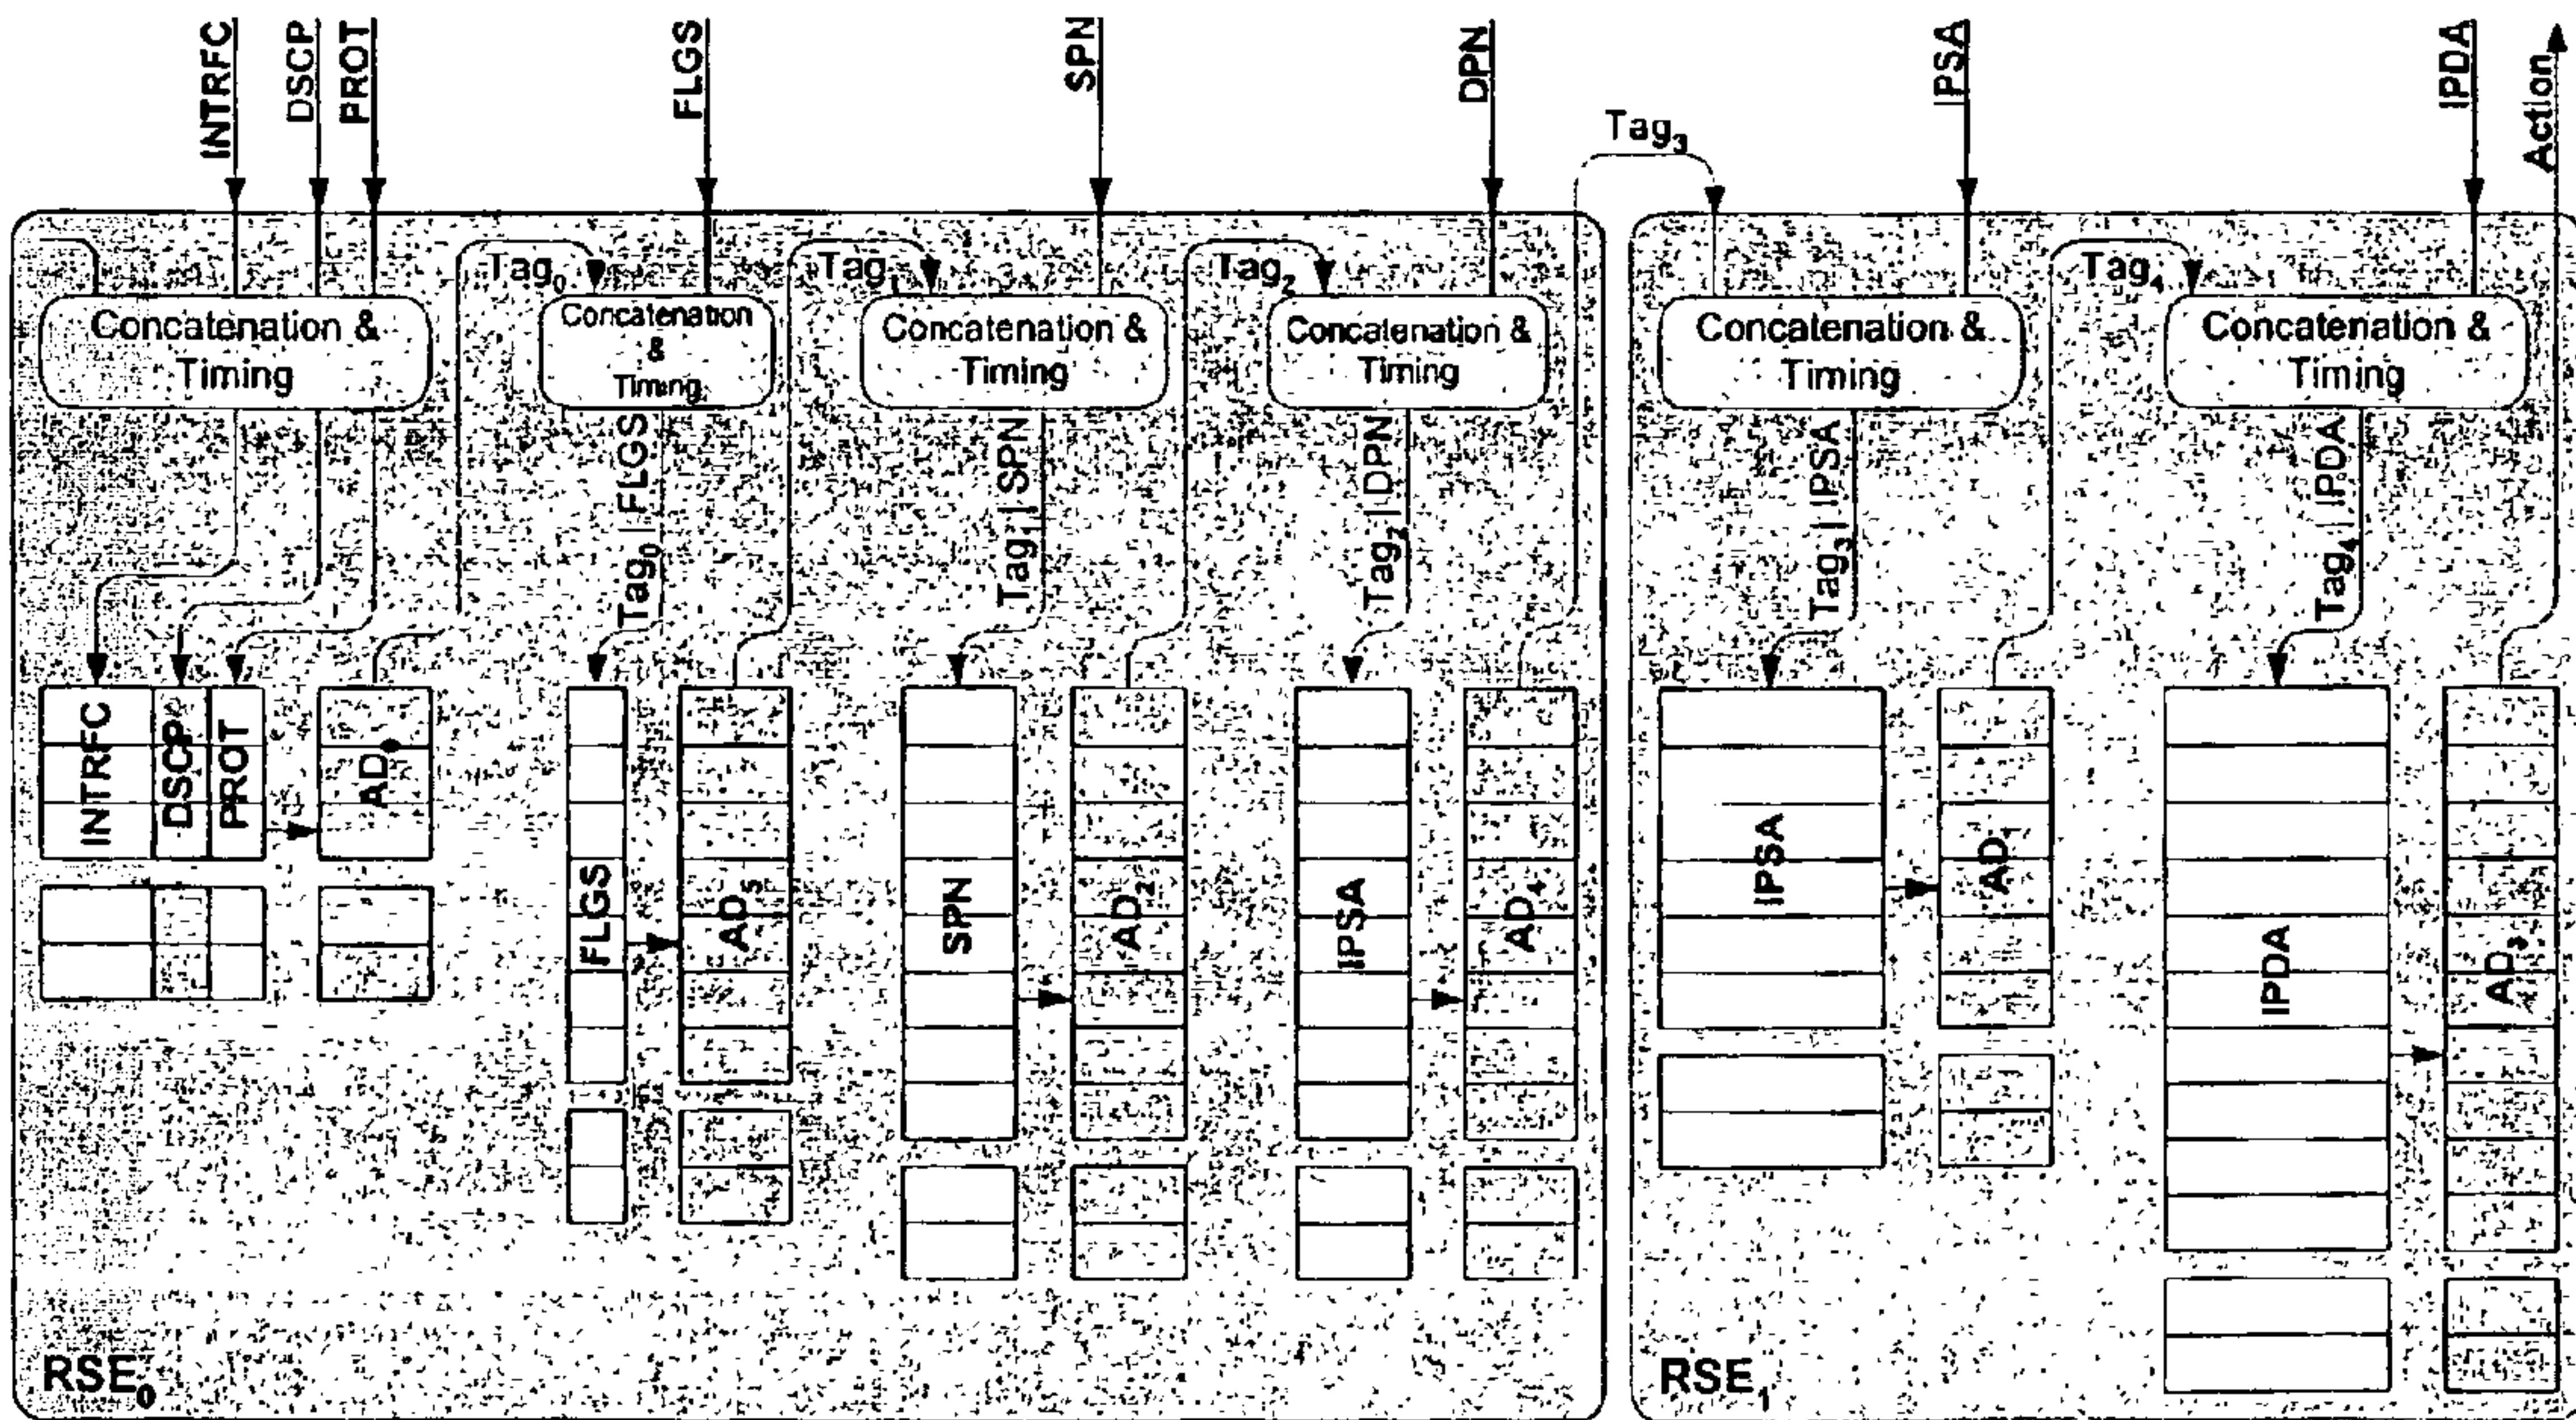 INTRFC
DSCP
PROT
FLGS
SPN
DPN
Tag₃
IPSA
IPDA
Action
Tag₀
Tag₁
Tag₂
Tag₄
Concatenation &
Timing
Concatenation
&
Timing
Concatenation &
Timing
Concatenation &
Timing
Concatenation &
Timing
Concatenation &
Timing
Tag₀ | FLGS
Tag₁ | SPN
Tag₂ | DPN
Tag₃ | IPSA
Tag₄ | IPDA
INTRFC
DSCP
PROT
AD₀
FLGS
AD₅
SPN
AD₂
IPSA
AD₄
IPSA
AD₁
IPDA
AD₃
RSE₀
RSE₁